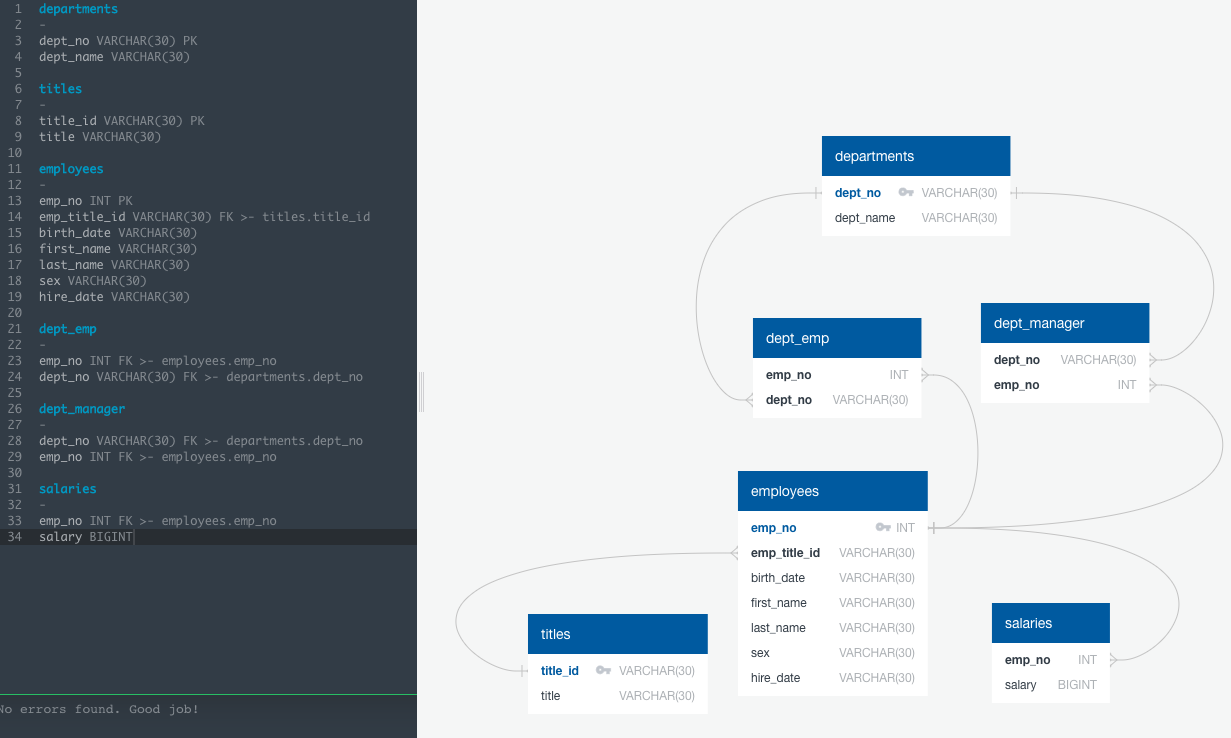 1 departments
2 -
3 dept_no VARCHAR(30) PK
4 dept_name VARCHAR(30)
5
6 titles
7 -
8 title_id VARCHAR(30) PK
9 title VARCHAR(30)
10
11 employees
12 -
13 emp_no INT PK
14 emp_title_id VARCHAR(30) FK >- titles.title_id
15 birth_date VARCHAR(30)
16 first_name VARCHAR(30)
17 last_name VARCHAR(30)
18 sex VARCHAR(30)
19 hire_date VARCHAR(30)
20
21 dept_emp
22 -
23 emp_no INT FK >- employees.emp_no
24 dept_no VARCHAR(30) FK >- departments.dept_no
25
26 dept_manager
27 -
28 dept_no VARCHAR(30) FK >- departments.dept_no
29 emp_no INT FK >- employees.emp_no
30
31 salaries
32 -
33 emp_no INT FK >- employees.emp_no
34 salary BIGINT
No errors found. Good job!
departments
dept_no VARCHAR(30)
dept_name VARCHAR(30)
dept_manager
dept_no VARCHAR(30)
emp_no INT
dept_emp
emp_no INT
dept_no VARCHAR(30)
employees
emp_no INT
emp_title_id VARCHAR(30)
birth_date VARCHAR(30)
first_name VARCHAR(30)
last_name VARCHAR(30)
sex VARCHAR(30)
hire_date VARCHAR(30)
titles
title_id VARCHAR(30)
title VARCHAR(30)
salaries
emp_no INT
salary BIGINT